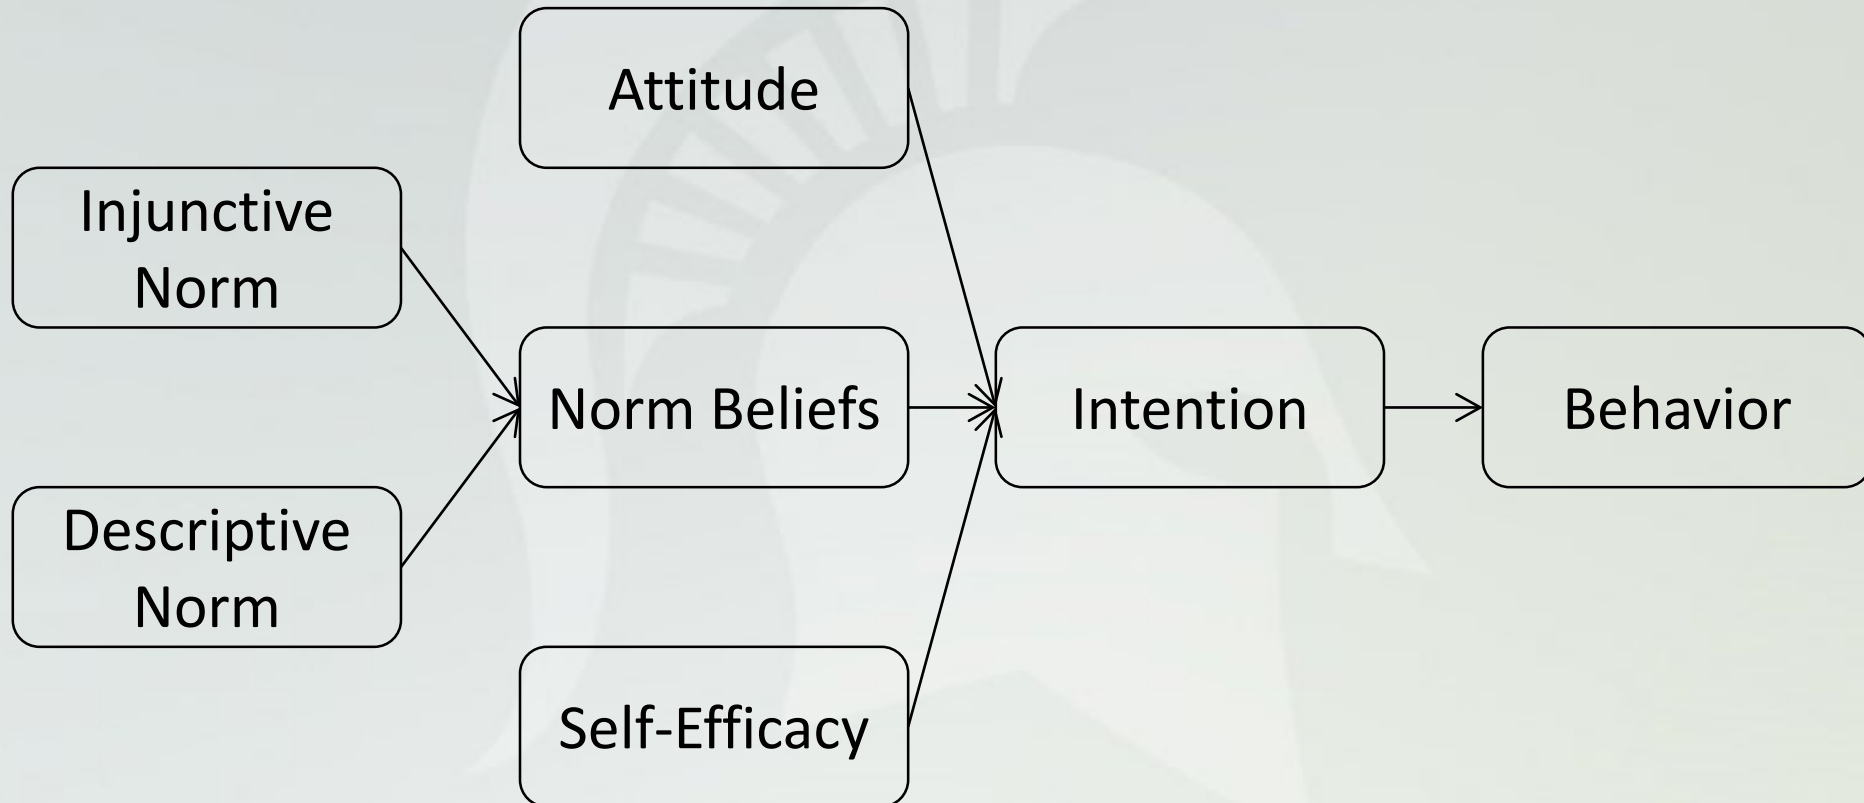 Attitude
Injunctive
Norm
Norm Beliefs
Intention
Behavior
Descriptive
Norm
Self-Efficacy